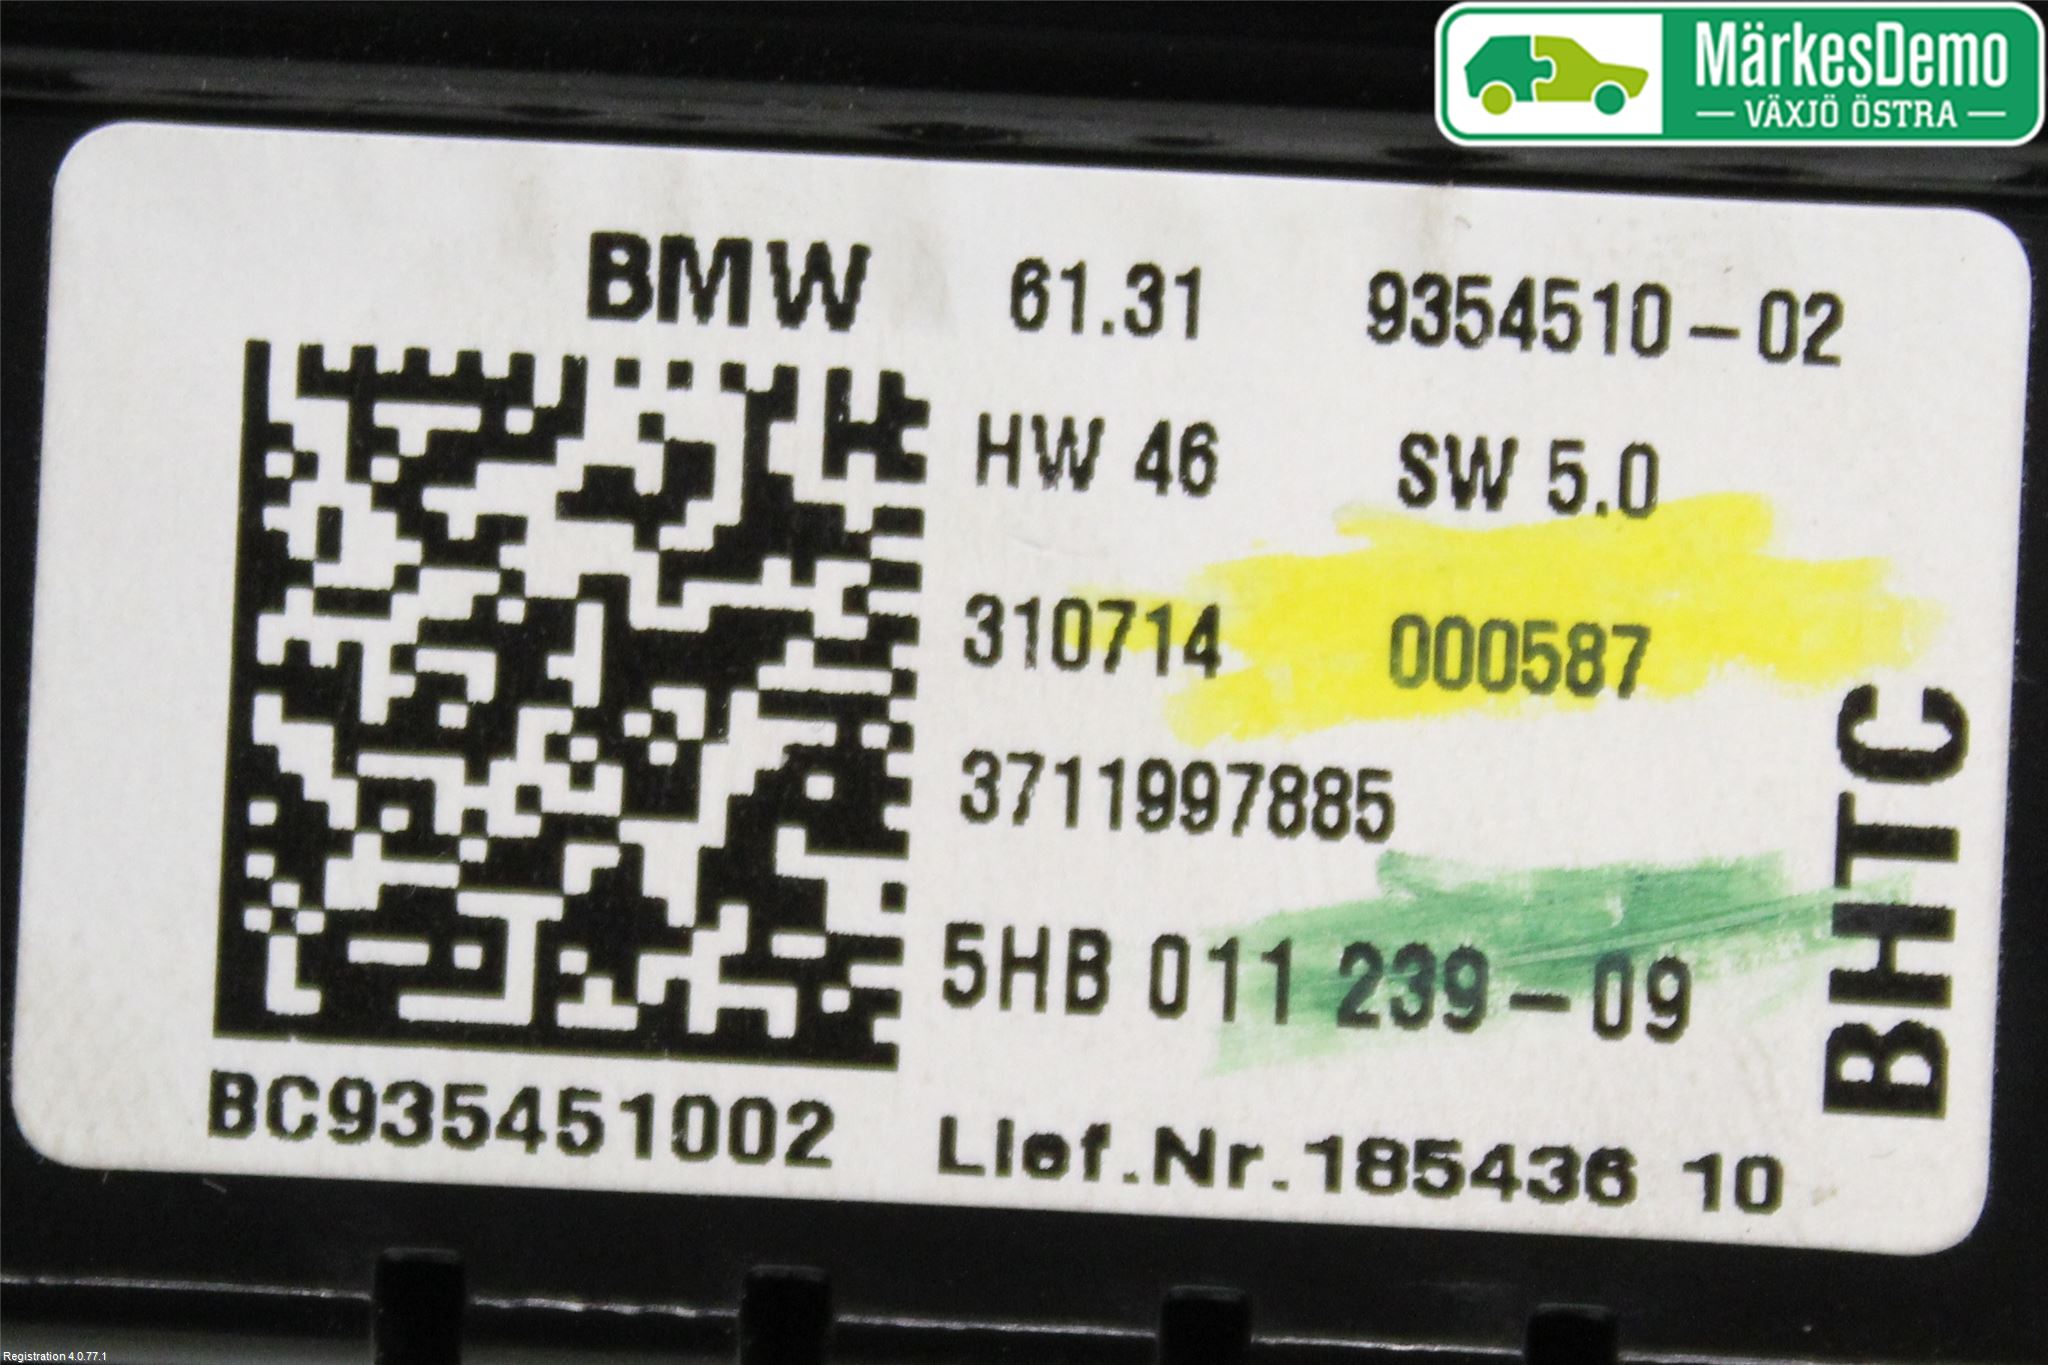 MärkesDemo
VÄXJÖ ÖSTRA
BMW 61.31 9354510-02
HW 46 SW 5.0
310714 000587
3711997885
5HB 011 239-09
BHTC
BC935451002
Lief.Nr.185436 10
Registration 4.0.77.1